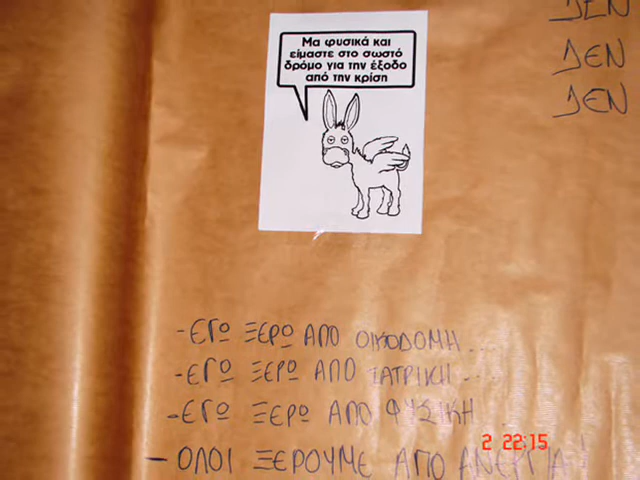 Μα φυσικά και
είμαστε στο σωστό
δρόμο για την έξοδο
από την κρίση
ΔΕΝ
ΔΕΝ
ΔΕΝ
-ΕΓΩ ΞΕΡΩ ΑΠΟ ΟΙΚΟΔΟΜΗ...
-ΕΓΩ ΞΕΡΩ ΑΠΟ ΙΑΤΡΙΚΗ...
-ΕΓΩ ΞΕΡΩ ΑΠΟ ΦΥΣΙΚΗ
- ΟΛΟΙ ΞΕΡΟΥΜΕ ΑΠΟ ΑΝΕΡΓΙΑ!
2 22:15